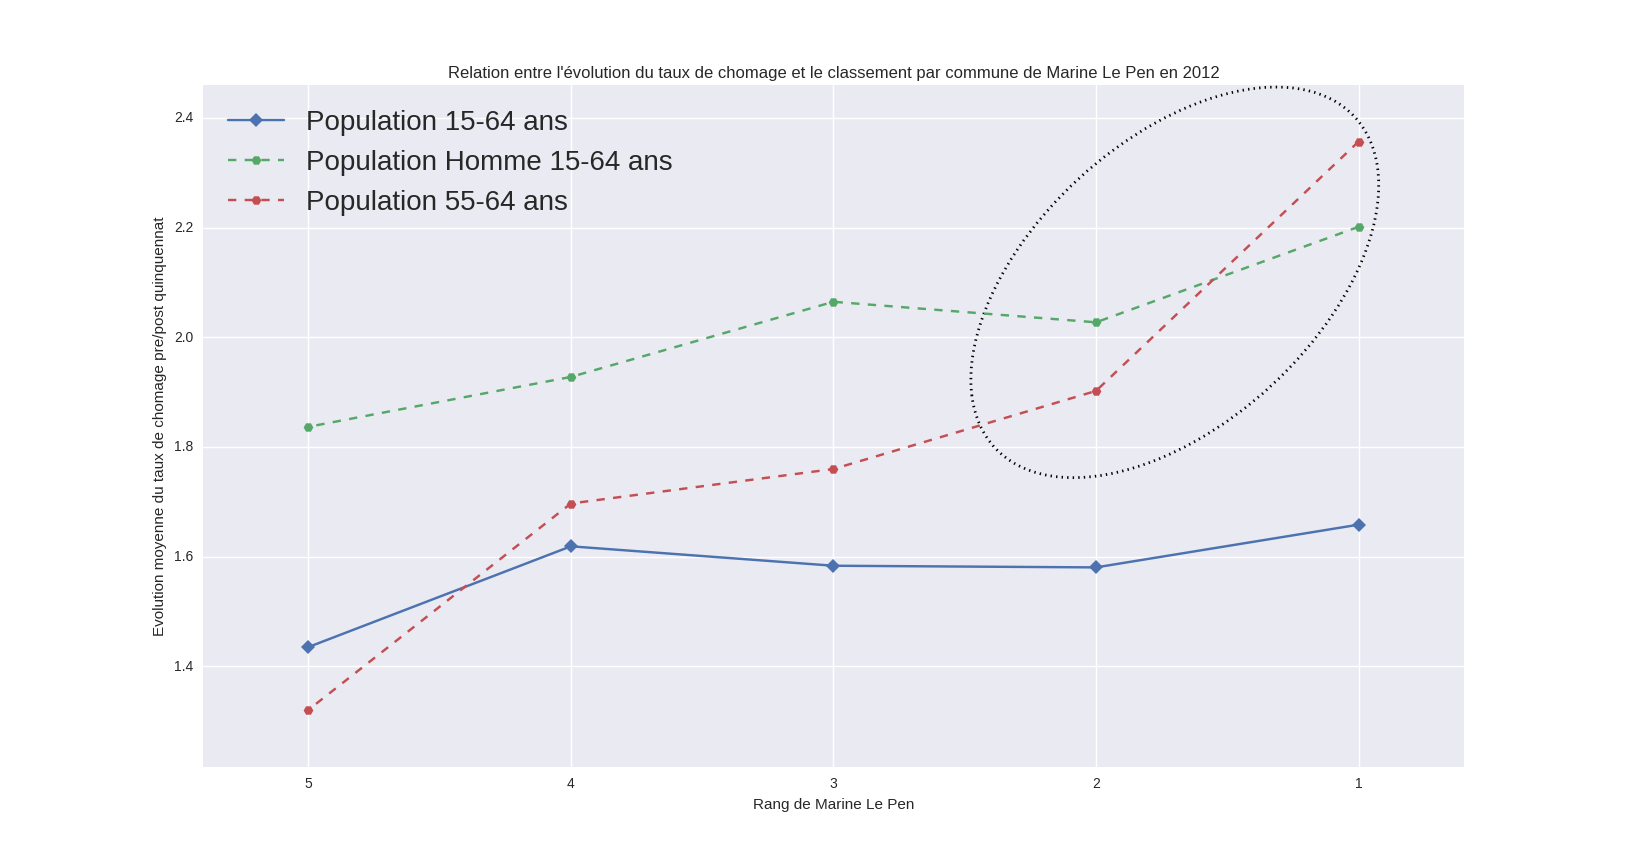 Relation entre l'évolution du taux de chomage et le classement par commune de Marine Le Pen en 2012
Population 15-64 ans
Population Homme 15-64 ans
Population 55-64 ans
Evolution moyenne du taux de chomage pre/post quinquennat
2.4
2.2
2.0
1.8
1.6
1.4
5 4 3 2 1
Rang de Marine Le Pen